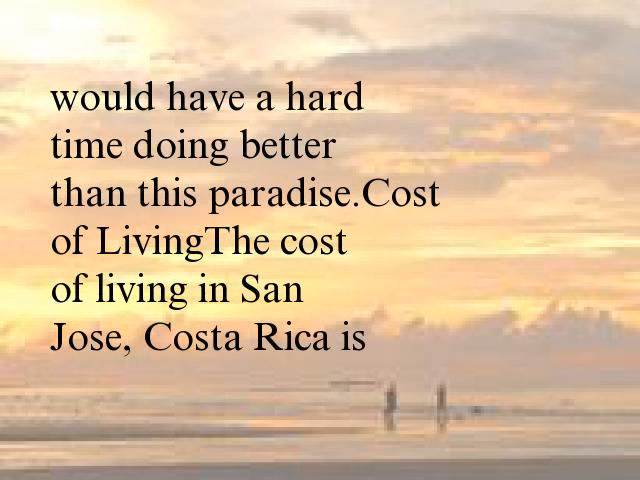 would have a hard
time doing better
than this paradise.Cost
of LivingThe cost
of living in San
Jose, Costa Rica is